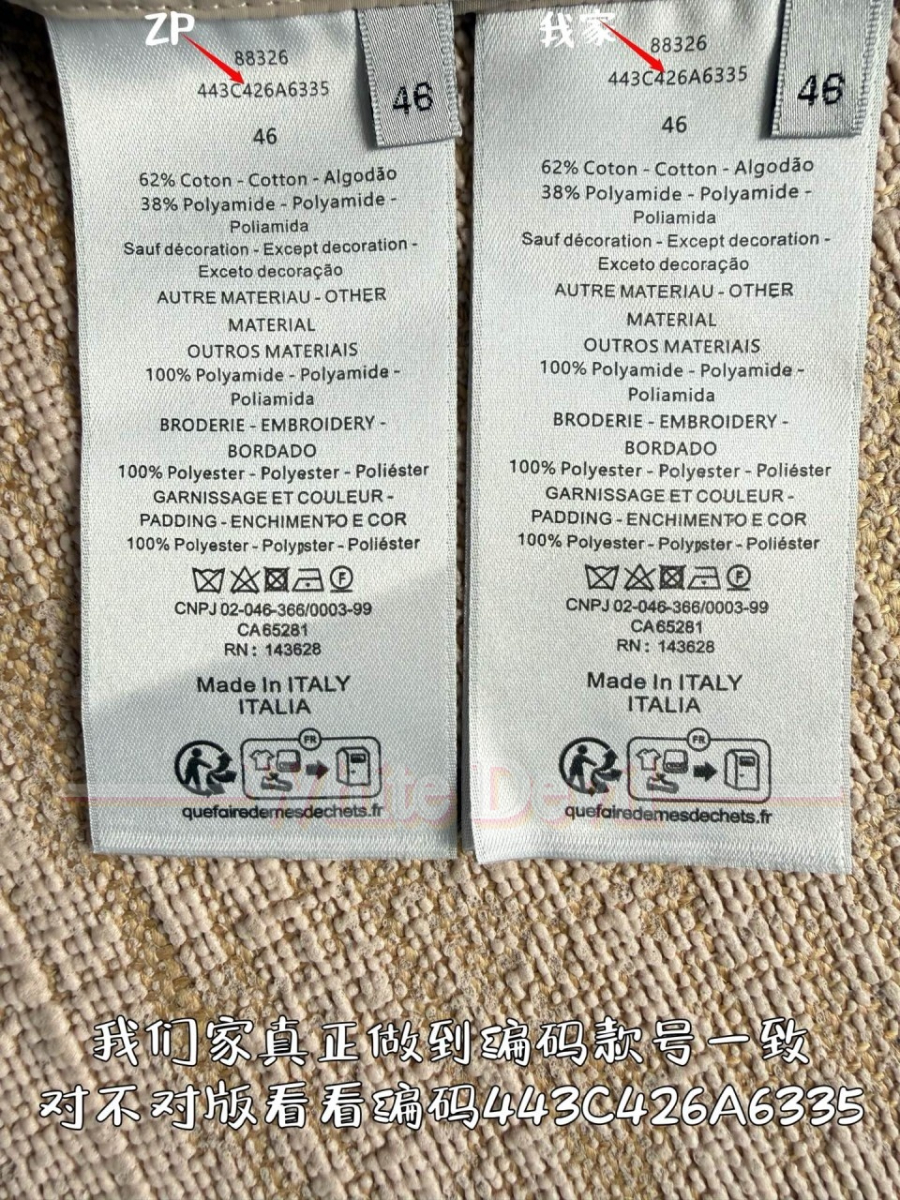 ZP
88326
443C426A6335
46
46
62% Coton - Cotton - Algodão
38% Polyamide - Polyamide -
Poliamida
Sauf décoration - Except decoration -
Exceto decoração
AUTRE MATERIAU - OTHER
MATERIAL
OUTROS MATERIAIS
100% Polyamide - Polyamide -
Poliamida
BRODERIE - EMBROIDERY -
BORDADO
100% Polyester - Polyester - Poliéster
GARNISSAGE ET COULEUR -
PADDING - ENCHIMENTO E COR
100% Polyester - Polypster - Poliéster
F
CNPJ 02-046-366/0003-99
CA65281
RN: 143628
Made In ITALY
ITALIA
FR
quefairedemesdechets.fr
我家
88326
443C426A6335
46
46
62% Coton - Cotton - Algodão
38% Polyamide - Polyamide -
Poliamida
Sauf décoration - Except decoration -
Exceto decoração
AUTRE MATERIAU - OTHER
MATERIAL
OUTROS MATERIAIS
100% Polyamide - Polyamide -
Poliamida
BRODERIE - EMBROIDERY -
BORDADO
100% Polyester - Polyester - Poliéster
GARNISSAGE ET COULEUR -
PADDING - ENCHIMENTO E COR
100% Polyester - Polypster - Poliéster
F
CNPJ 02-046-366/0003-99
CA65281
RN: 143628
Made In ITALY
ITALIA
FR
quefairedemesdechets.fr
我们家真正做到编码款号一致
对不对版看看编码443C426A6335